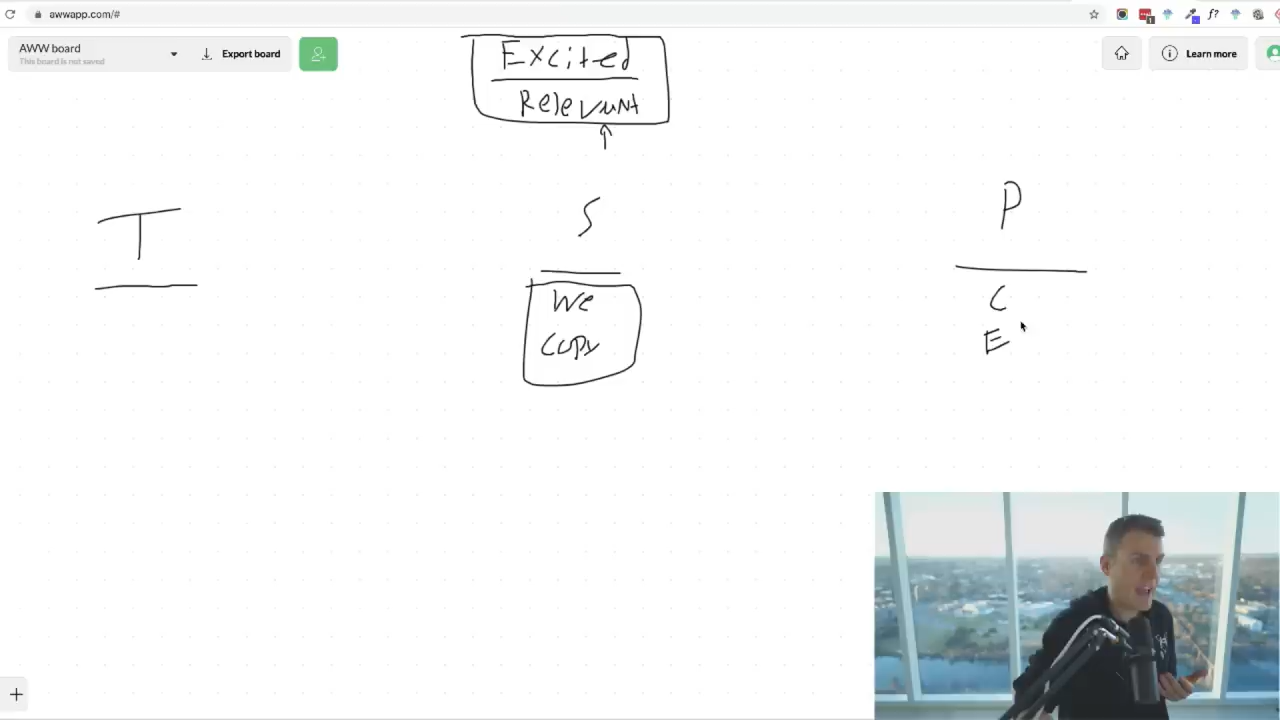 awwapp.com/#
AWW board
This board is not saved
Export board
Learn more
Excited
Relevant
T
S
P
We
Copy
C
E